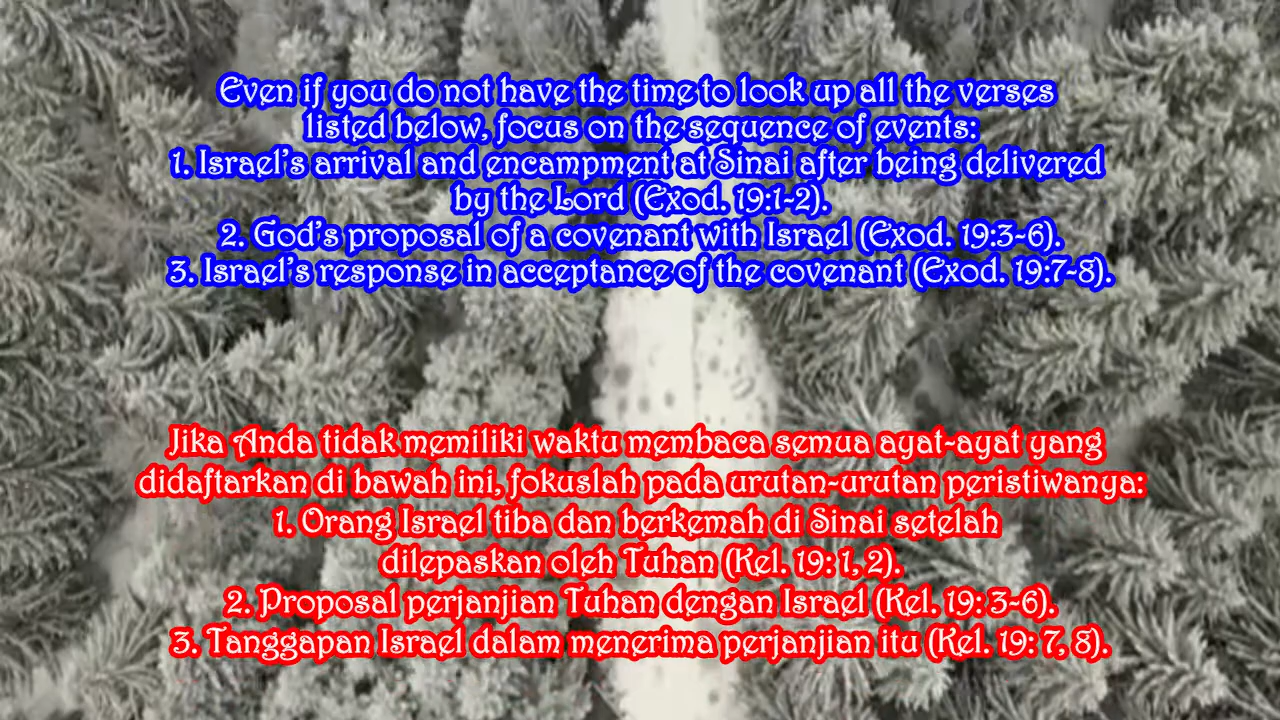 Even if you do not have the time to look up all the verses
listed below, focus on the sequence of events:
1. Israel's arrival and encampment at Sinai after being delivered
by the Lord (Exod. 19:1-2).
2. God's proposal of a covenant with Israel (Exod. 19:3-6).
3. Israel's response in acceptance of the covenant (Exod. 19:7-8).
Jika Anda tidak memiliki waktu membaca semua ayat-ayat yang
didaftarkan di bawah ini, fokuslah pada urutan-urutan peristiwanya:
1. Orang Israel tiba dan berkemah di Sinai setelah
dilepaskan oleh Tuhan (Kel. 19: 1, 2).
2. Proposal perjanjian Tuhan dengan Israel (Kel. 19: 3-6).
3. Tanggapan Israel dalam menerima perjanjian itu (Kel. 19: 7, 8).